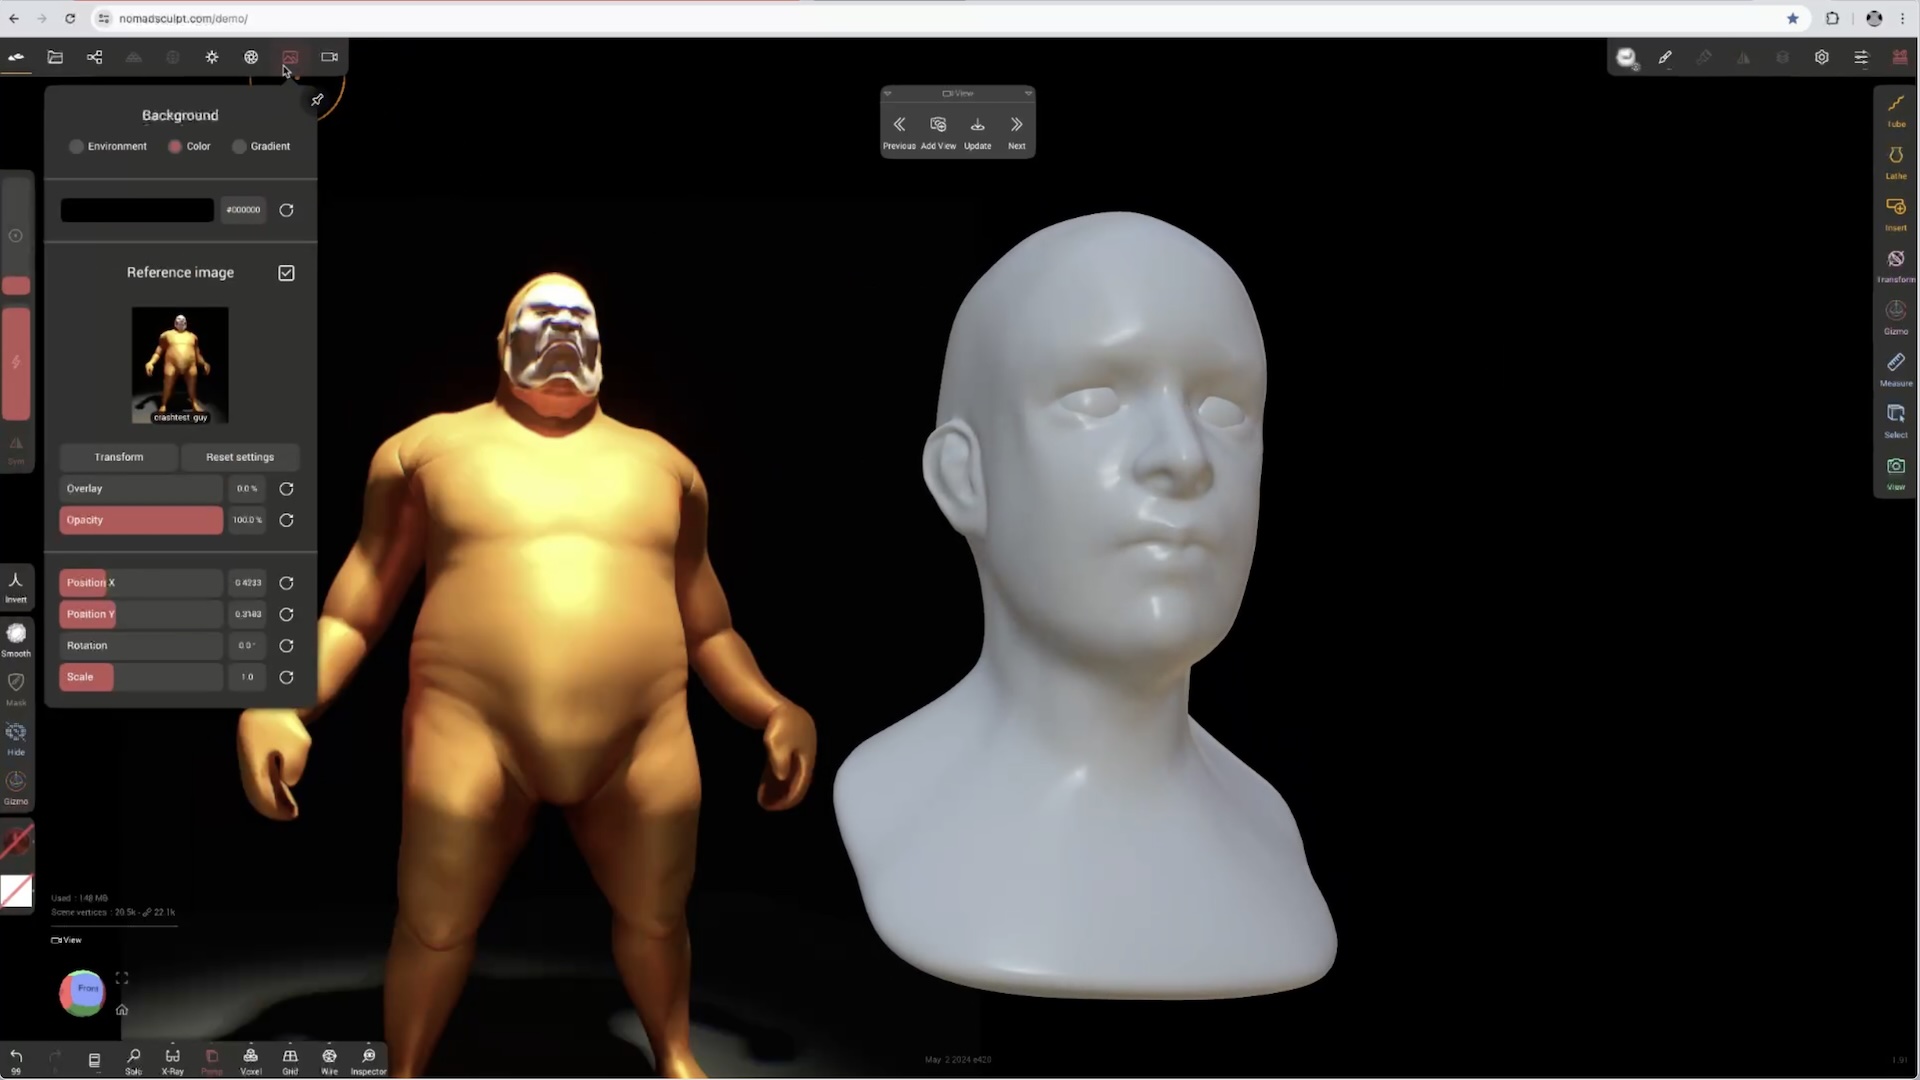 nomadsculpt.com/demo/
Background
Environment
Color
Gradient
#000000
Reference image
crashtest guy
Transform
Reset settings
Overlay
0.0 %
Opacity
100.0 %
Position X
0.4233
Position Y
Rotation
0.0 °
Scale
1.0
View
Previous
Add View
Update
Next
Tube
Lathe
Insert
Transform
Gizmo
Measure
Select
View
Sym
Invert
Smooth
Mask
Hide
Gizmo
Used : 148 MB
Scene vertices : 20.5k - 22.1k
View
Front
99
Solo
X-Ray
Persp
Voxel
Grid
Wire
Inspector
May 2 2024 e420
1.91